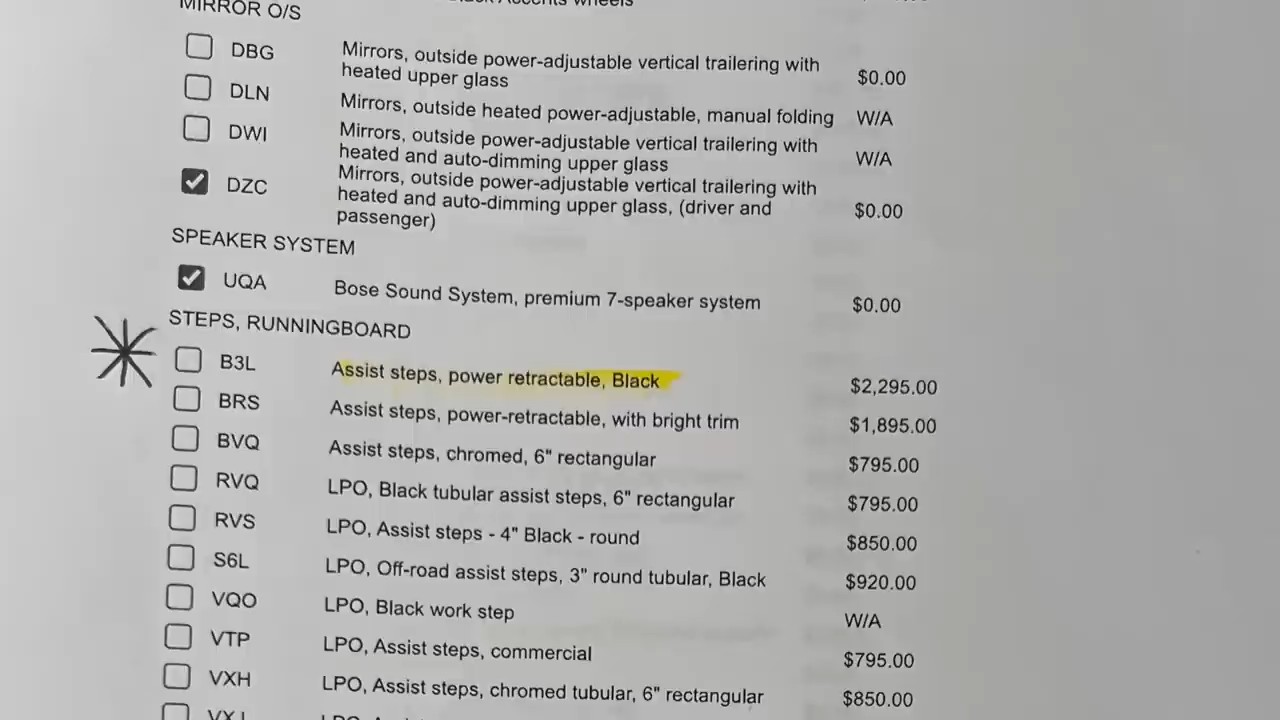 Black Accents wheels
MIRROR O/S
DBG Mirrors, outside power-adjustable vertical trailering with
heated upper glass $0.00
DLN Mirrors, outside heated power-adjustable, manual folding W/A
DWI Mirrors, outside power-adjustable vertical trailering with
heated and auto-dimming upper glass W/A
DZC Mirrors, outside power-adjustable vertical trailering with
heated and auto-dimming upper glass, (driver and
passenger) $0.00
SPEAKER SYSTEM
UQA Bose Sound System, premium 7-speaker system $0.00
STEPS, RUNNINGBOARD
B3L Assist steps, power retractable, Black $2,295.00
BRS Assist steps, power-retractable, with bright trim $1,895.00
BVQ Assist steps, chromed, 6" rectangular $795.00
RVQ LPO, Black tubular assist steps, 6" rectangular $795.00
RVS LPO, Assist steps - 4" Black - round $850.00
S6L LPO, Off-road assist steps, 3" round tubular, Black $920.00
VQO LPO, Black work step W/A
VTP LPO, Assist steps, commercial $795.00
VXH LPO, Assist steps, chromed tubular, 6" rectangular $850.00